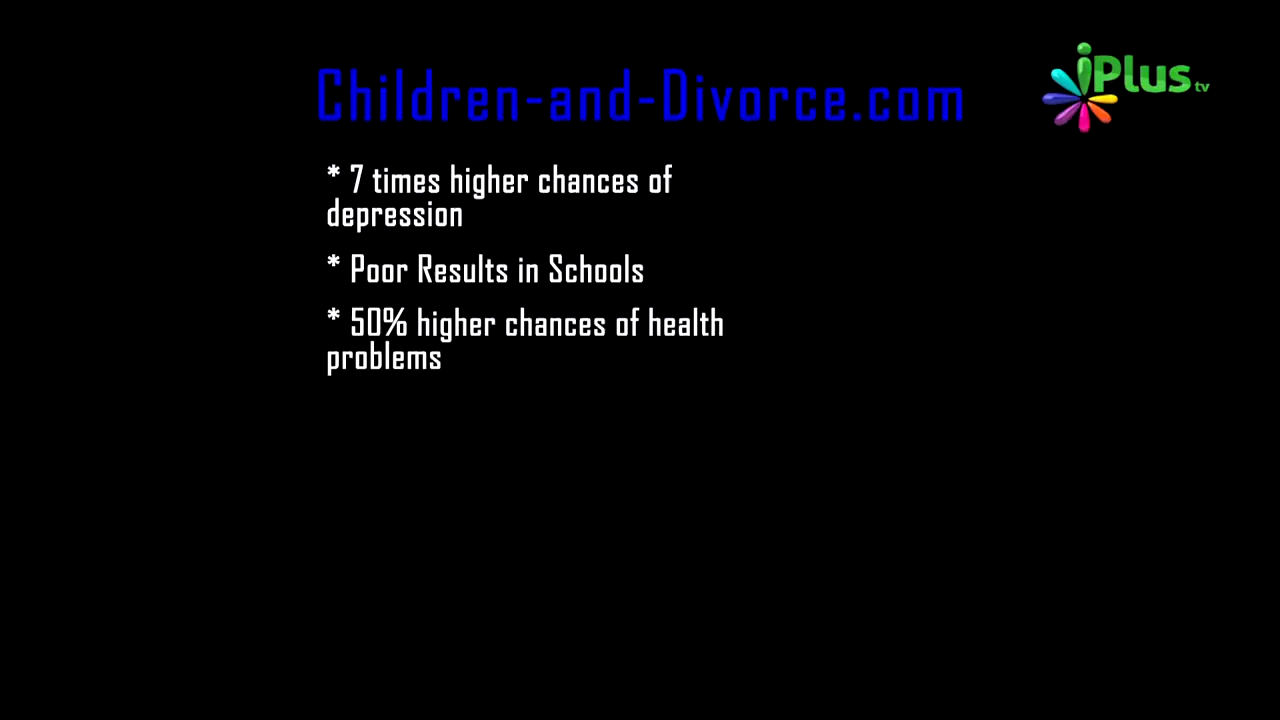 Children-and-Divorce.com
iPlus tv
* 7 times higher chances of
depression
* Poor Results in Schools
* 50% higher chances of health
problems